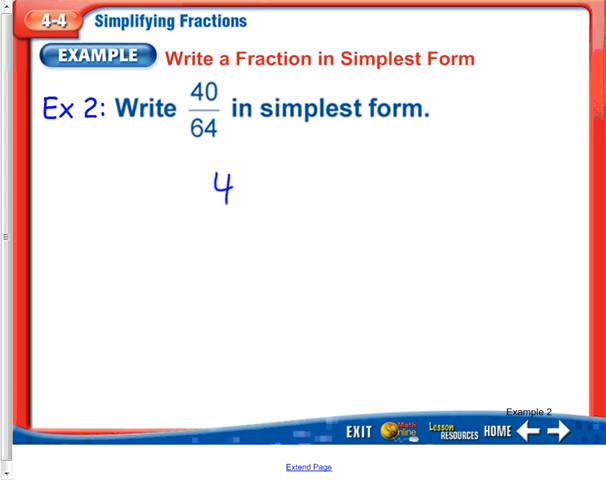 4-4 Simplifying Fractions
EXAMPLE Write a Fraction in Simplest Form
Ex 2: Write 40/64 in simplest form.
4
Example 2
EXIT Math Online Lesson RESOURCES HOME
Extend Page